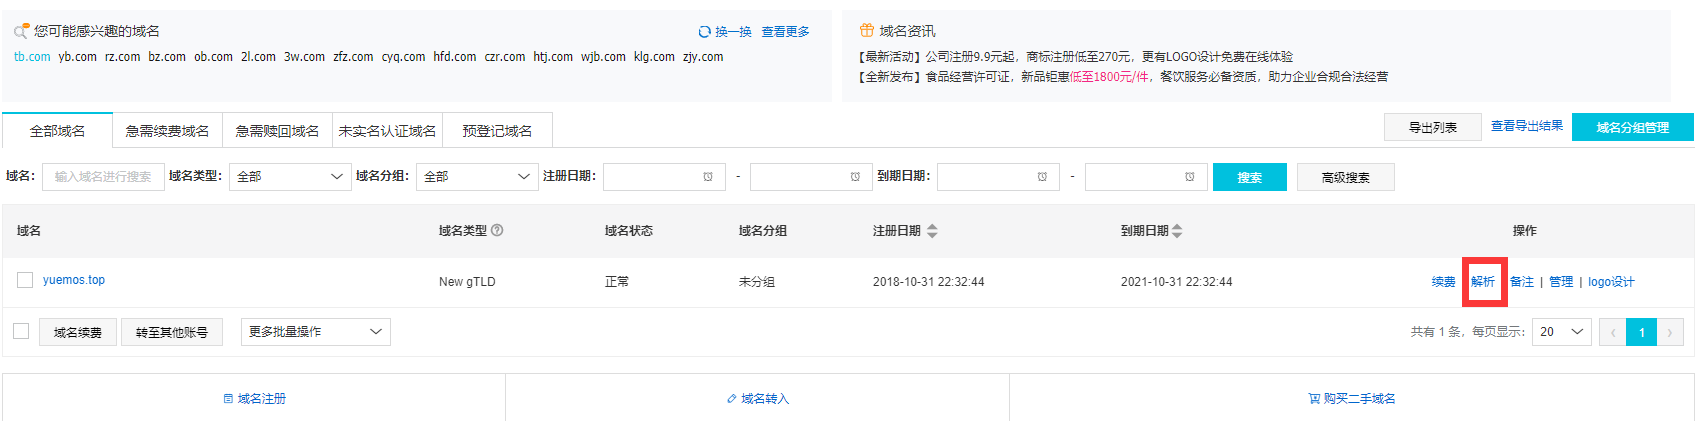 您可能感兴趣的域名 换一换 查看更多
tb.com yb.com rz.com bz.com ob.com 2l.com 3w.com zfz.com cyq.com hfd.com czr.com htj.com wjb.com klg.com zjy.com
域名资讯
【最新活动】公司注册9.9元起，商标注册低至270元，更有LOGO设计免费在线体验
【全新发布】食品经营许可证，新品钜惠低至1800元/件，餐饮服务必备资质，助力企业合规合法经营
全部域名 急需续费域名 急需赎回域名 未实名认证域名 预登记域名 导出列表 查看导出结果 域名分组管理
域名： 输入域名进行搜索 域名类型： 全部 域名分组： 全部 注册日期： - 到期日期： - 搜索 高级搜索
域名 域名类型 域名状态 域名分组 注册日期 到期日期 操作
yuemos.top New gTLD 正常 未分组 2018-10-31 22:32:44 2021-10-31 22:32:44 续费 解析 备注 | 管理 | logo设计
域名续费 转至其他账号 更多批量操作 共有 1 条，每页显示： 20 ‹ 1 ›
域名注册 域名转入 购买二手域名